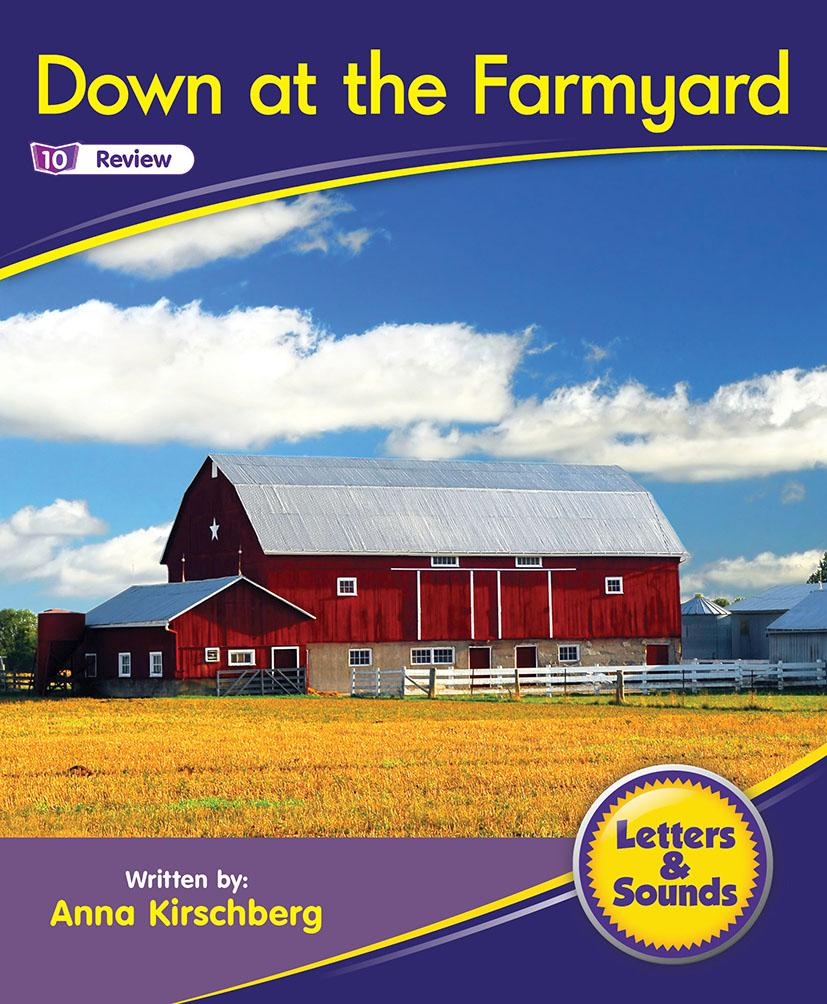 Down at the Farmyard
10 Review
Letters
&
Sounds
Written by:
Anna Kirschberg